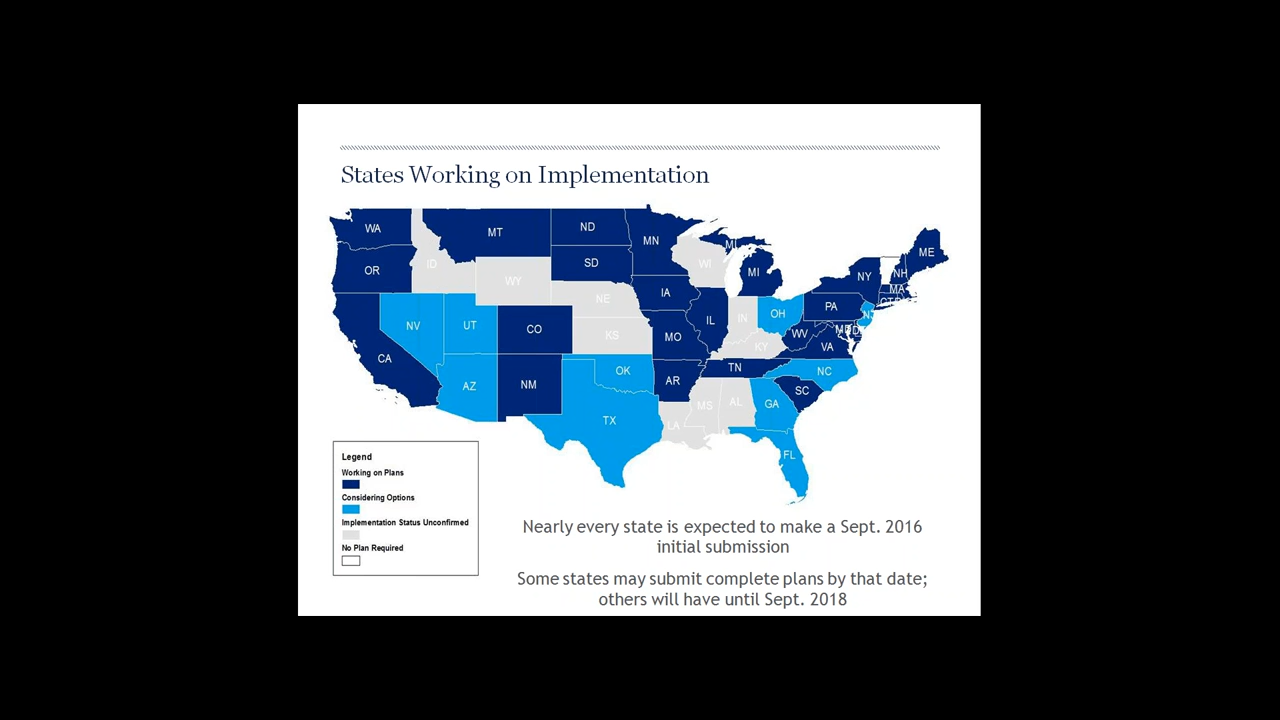 States Working on Implementation
WA
MT
ND
MN
MI
ME
OR
ID
SD
WI
MI
NY
NH
WY
IA
MA
NE
PA
NV
UT
CO
KS
MO
IL
IN
OH
WV
VA
CA
AZ
NM
OK
AR
TN
KY
NC
SC
TX
LA
MS
AL
GA
FL
Legend
Working on Plans
Considering Options
Implementation Status Unconfirmed
No Plan Required
Nearly every state is expected to make a Sept. 2016
initial submission
Some states may submit complete plans by that date;
others will have until Sept. 2018